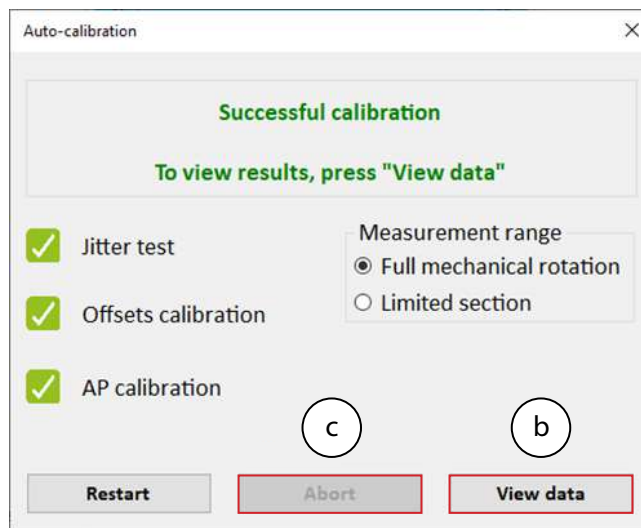 Auto-calibration
Successful calibration
To view results, press "View data"
Jitter test
Offsets calibration
AP calibration
Measurement range
Full mechanical rotation
Limited section
c
b
Restart
Abort
View data